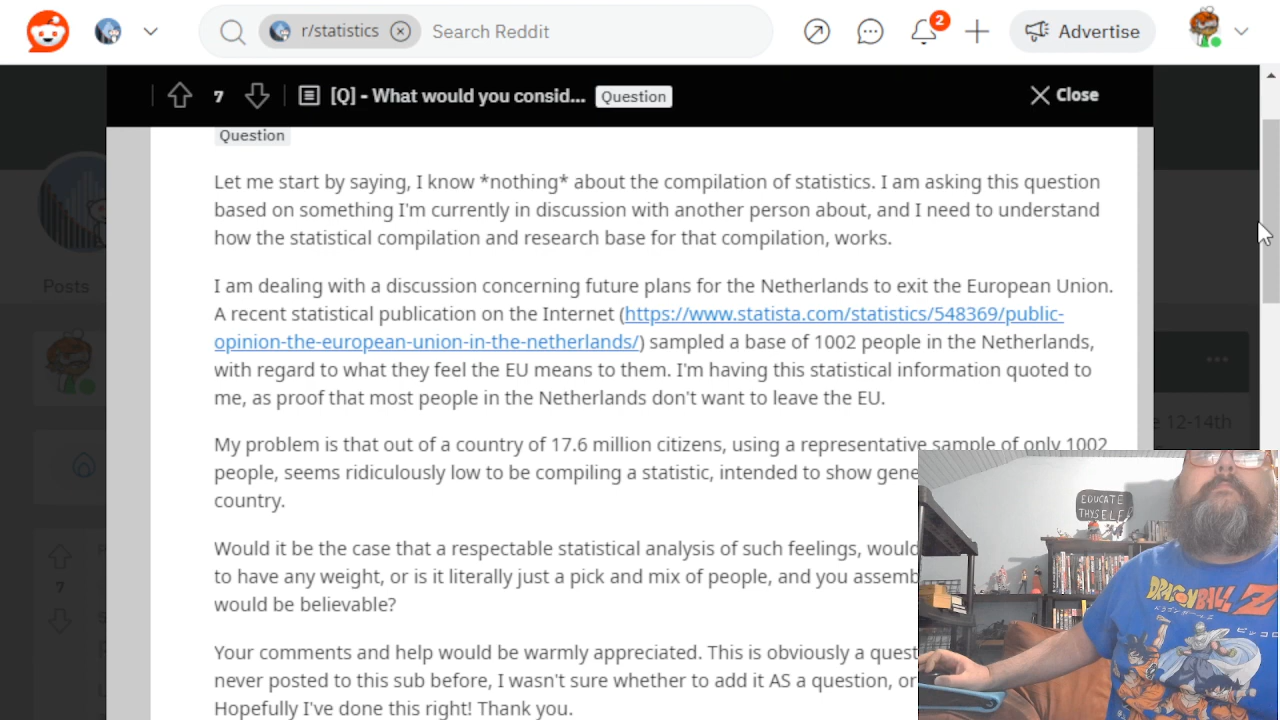 r/statistics
Search Reddit
2
Advertise
7
[Q] - What would you consid...
Question
Close
Question
Let me start by saying, I know *nothing* about the compilation of statistics. I am asking this question
based on something I'm currently in discussion with another person about, and I need to understand
how the statistical compilation and research base for that compilation, works.
I am dealing with a discussion concerning future plans for the Netherlands to exit the European Union.
A recent statistical publication on the Internet (https://www.statista.com/statistics/548369/public-
opinion-the-european-union-in-the-netherlands/) sampled a base of 1002 people in the Netherlands,
with regard to what they feel the EU means to them. I'm having this statistical information quoted to
me, as proof that most people in the Netherlands don't want to leave the EU.
My problem is that out of a country of 17.6 million citizens, using a representative sample of only 1002
people, seems ridiculously low to be compiling a statistic, intended to show gene
country.
Would it be the case that a respectable statistical analysis of such feelings, would
to have any weight, or is it literally just a pick and mix of people, and you assemb
would be believable?
Your comments and help would be warmly appreciated. This is obviously a quest
never posted to this sub before, I wasn't sure whether to add it AS a question, or
Hopefully I've done this right! Thank you.
Posts
e 12-14th
7
EDUCATE
THYSELF
DRAGONBALL Z